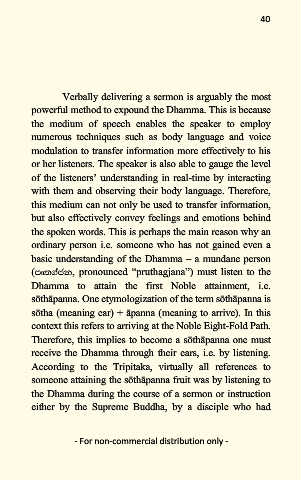 40
Verbally delivering a sermon is arguably the most
powerful method to expound the Dhamma. This is because
the medium of speech enables the speaker to employ
numerous techniques such as body language and voice
modulation to transfer information more effectively to his
or her listeners. The speaker is also able to gauge the level
of the listeners’ understanding in real-time by interacting
with them and observing their body language. Therefore,
this medium can not only be used to transfer information,
but also effectively convey feelings and emotions behind
the spoken words. This is perhaps the main reason why an
ordinary person i.e. someone who has not gained even a
basic understanding of the Dhamma – a mundane person
( pronounced “pruthagjana”) must listen to the
Dhamma to attain the first Noble attainment, i.e.
sōthāpanna. One etymologization of the term sōthāpanna is
sōtha (meaning ear) + āpanna (meaning to arrive). In this
context this refers to arriving at the Noble Eight-Fold Path.
Therefore, this implies to become a sōthāpanna one must
receive the Dhamma through their ears, i.e. by listening.
According to the Tripitaka, virtually all references to
someone attaining the sōthāpanna fruit was by listening to
the Dhamma during the course of a sermon or instruction
either by the Supreme Buddha, by a disciple who had
- For non-commercial distribution only -